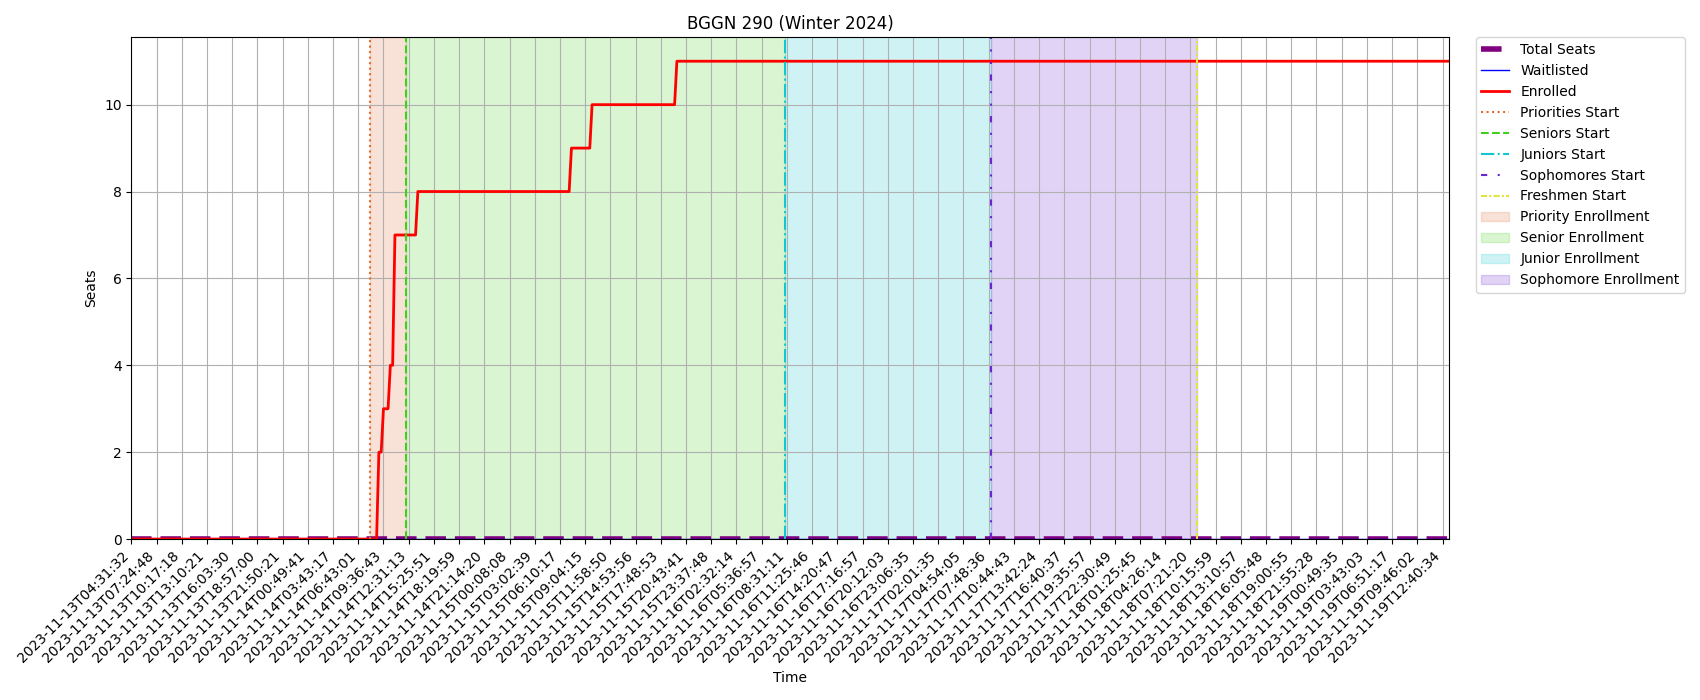 BGGN 290 (Winter 2024)
Seats
10
8
6
4
2
0
2023-11-13T04:31:32
2023-11-13T07:24:48
2023-11-13T10:17:18
2023-11-13T13:10:21
2023-11-13T16:03:30
2023-11-13T18:57:00
2023-11-13T21:50:21
2023-11-14T00:49:41
2023-11-14T03:43:17
2023-11-14T06:43:01
2023-11-14T09:36:43
2023-11-14T12:31:13
2023-11-14T15:25:51
2023-11-14T18:19:59
2023-11-14T21:14:20
2023-11-15T00:08:08
2023-11-15T03:02:39
2023-11-15T06:10:17
2023-11-15T09:04:15
2023-11-15T11:58:50
2023-11-15T14:53:56
2023-11-15T17:48:53
2023-11-15T20:43:41
2023-11-15T23:37:48
2023-11-16T02:32:14
2023-11-16T05:36:57
2023-11-16T08:31:11
2023-11-16T11:25:46
2023-11-16T14:20:47
2023-11-16T17:16:57
2023-11-16T20:12:03
2023-11-16T23:06:35
2023-11-17T02:01:35
2023-11-17T04:54:05
2023-11-17T07:48:36
2023-11-17T10:44:43
2023-11-17T13:42:24
2023-11-17T16:40:37
2023-11-17T19:35:57
2023-11-17T22:30:49
2023-11-18T01:25:45
2023-11-18T04:26:14
2023-11-18T07:21:20
2023-11-18T10:15:59
2023-11-18T13:10:57
2023-11-18T16:05:48
2023-11-18T19:00:55
2023-11-18T21:55:28
2023-11-19T00:49:35
2023-11-19T03:43:03
2023-11-19T06:51:17
2023-11-19T09:46:02
2023-11-19T12:40:34
Time
Total Seats
Waitlisted
Enrolled
Priorities Start
Seniors Start
Juniors Start
Sophomores Start
Freshmen Start
Priority Enrollment
Senior Enrollment
Junior Enrollment
Sophomore Enrollment